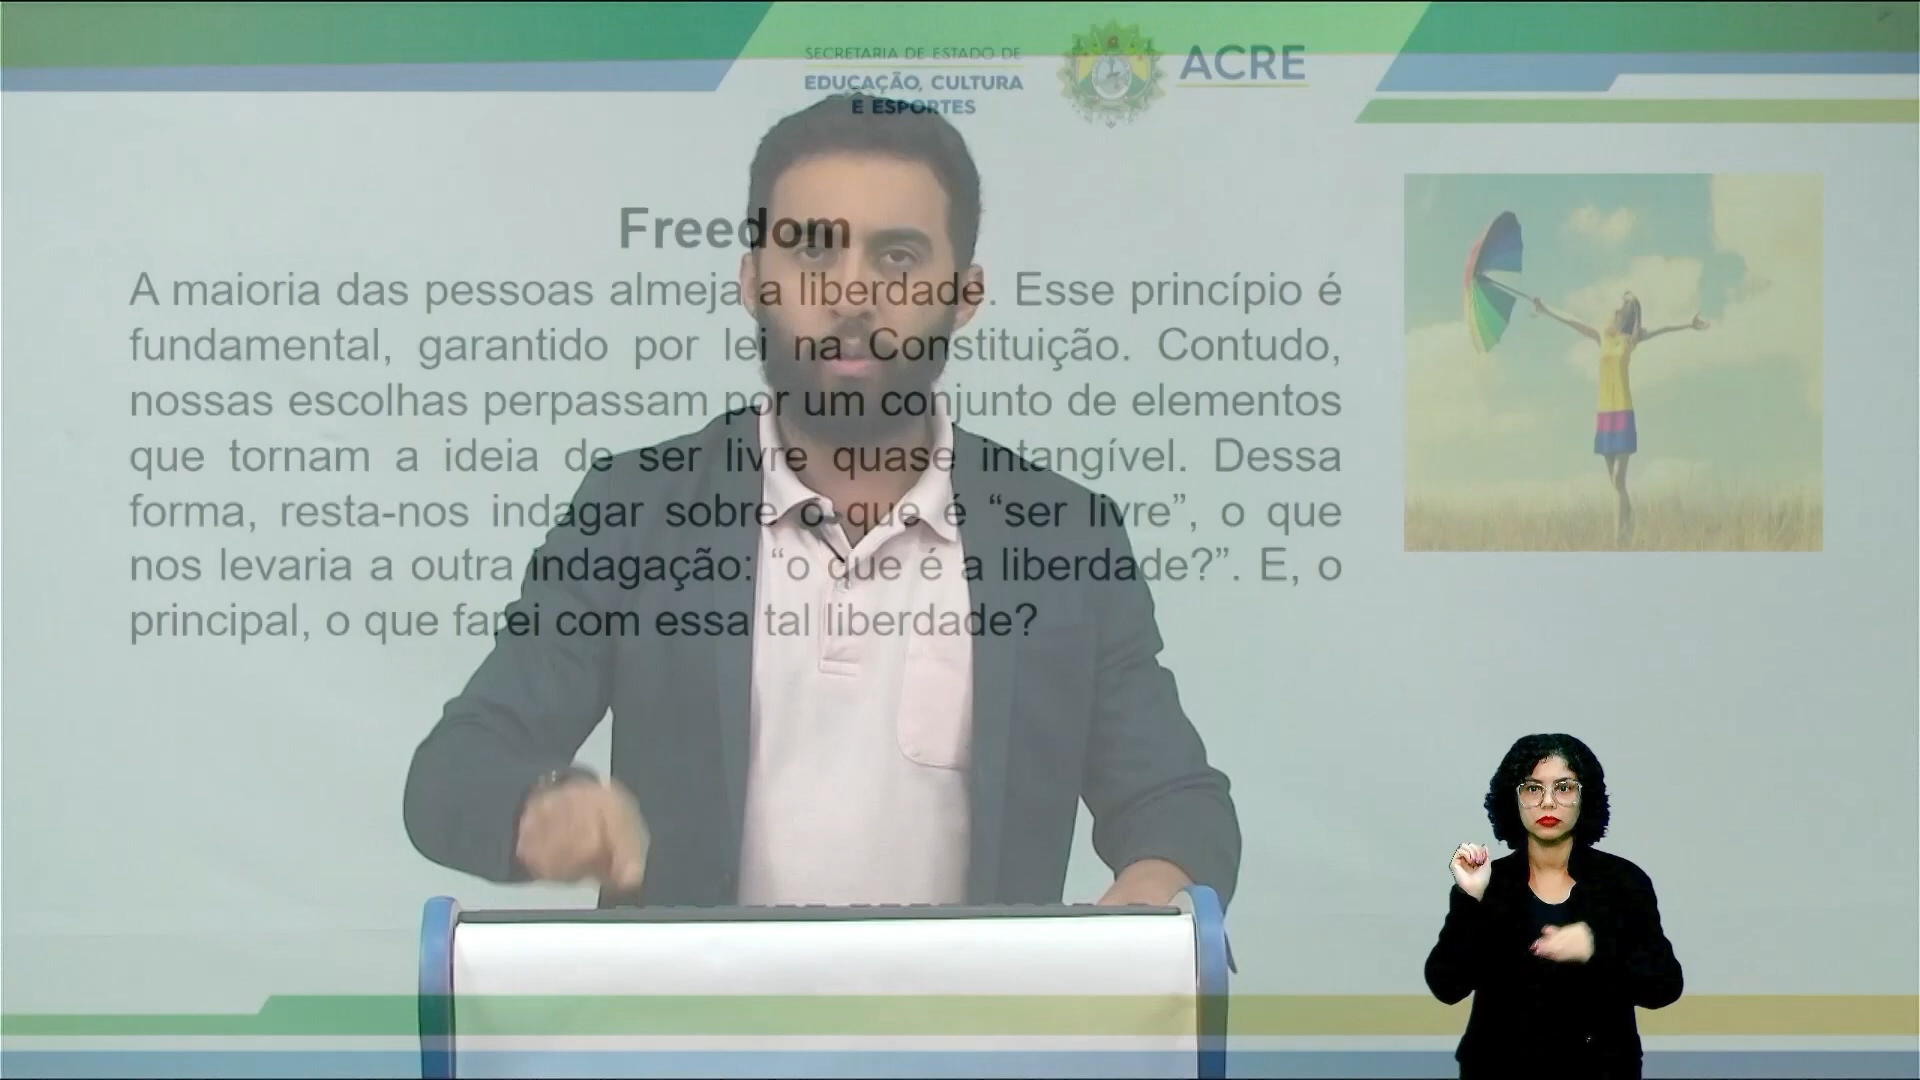 SECRETARIA DE ESTADO DE
EDUCAÇÃO, CULTURA
E ESPORTES
ACRE
Freedom
A maioria das pessoas almeja a liberdade. Esse princípio é
fundamental, garantido por lei na Constituição. Contudo,
nossas escolhas perpassam por um conjunto de elementos
que tornam a ideia de ser livre quase intangível. Dessa
forma, resta-nos indagar sobre o que é “ser livre”, o que
nos levaria a outra indagação: “o que é a liberdade?”. E, o
principal, o que farei com essa tal liberdade?